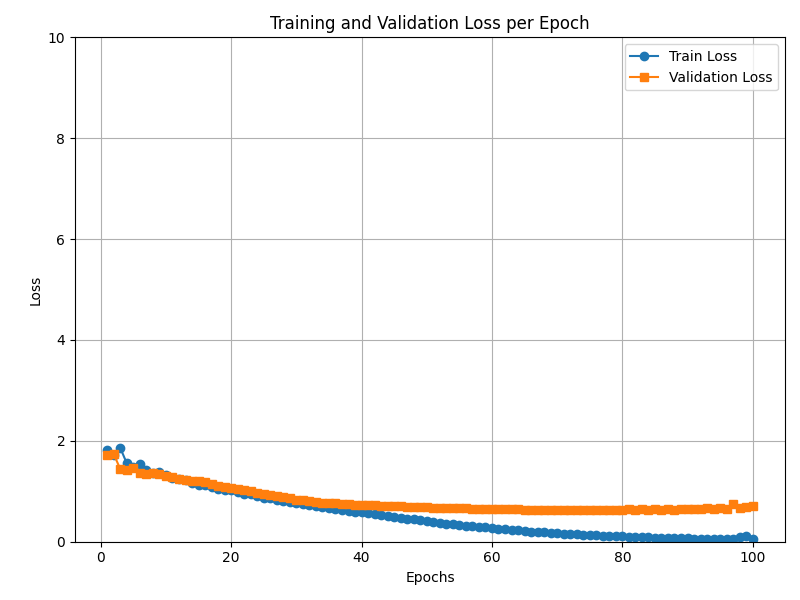 Training and Validation Loss per Epoch
Train Loss
Validation Loss
Loss
10
8
6
4
2
0
0 20 40 60 80 100
Epochs